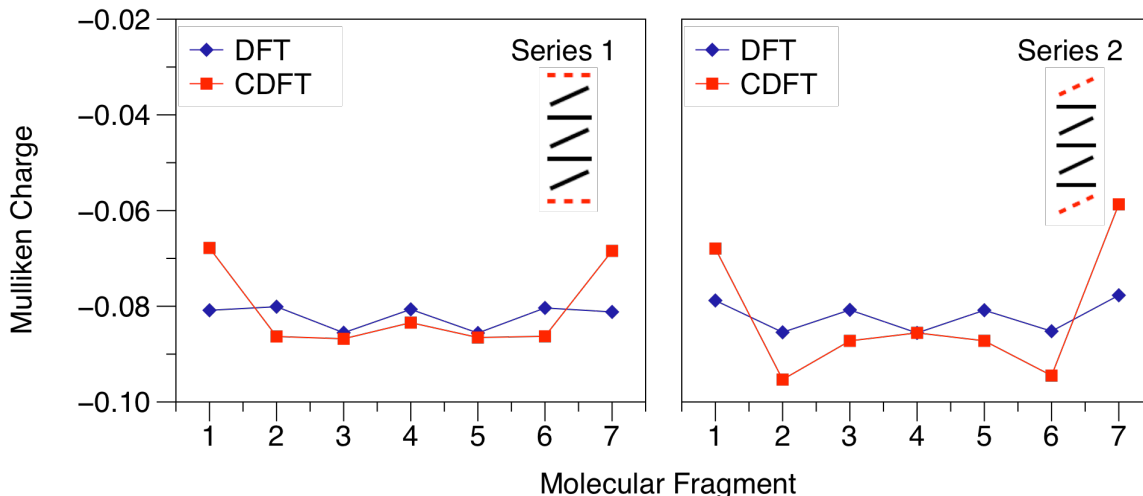 −0.02
−0.04
−0.06
−0.08
−0.10
Mulliken Charge
DFT
CDFT
Series 1
1 2 3 4 5 6 7
DFT
CDFT
Series 2
1 2 3 4 5 6 7
Molecular Fragment